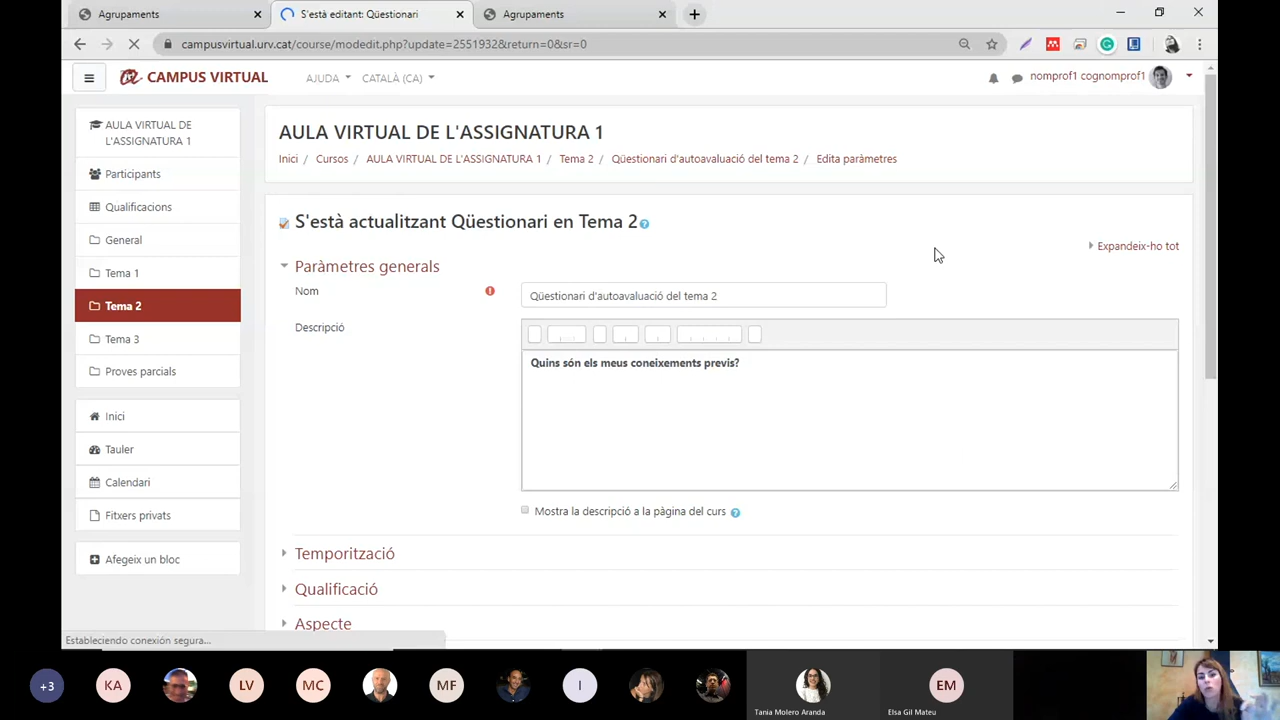 Agrupaments
S'està editant: Qüestionari
Agrupaments
campusvirtual.urv.cat/course/modedit.php?update=2551932&return=0&sr=0
CAMPUS VIRTUAL
AJUDA
CATALÀ (CA)
nomprof1 cognomprof1
AULA VIRTUAL DE
L'ASSIGNATURA 1
Participants
Qualificacions
General
Tema 1
Tema 2
Tema 3
Proves parcials
Inici
Tauler
Calendari
Fitxers privats
Afegeix un bloc
AULA VIRTUAL DE L'ASSIGNATURA 1
Inici / Cursos / AULA VIRTUAL DE L'ASSIGNATURA 1 / Tema 2 / Qüestionari d'autoavaluació del tema 2 / Edita paràmetres
S'està actualitzant Qüestionari en Tema 2
Expandeix-ho tot
Paràmetres generals
Nom
Qüestionari d'autoavaluació del tema 2
Descripció
Quins són els meus coneixements previs?
Mostra la descripció a la pàgina del curs
Temporització
Qualificació
Aspecte
Estableciendo conexión segura...
+3
KA
LV
MC
MF
I
EM
Tania Molero Aranda
Elsa Gil Mateu